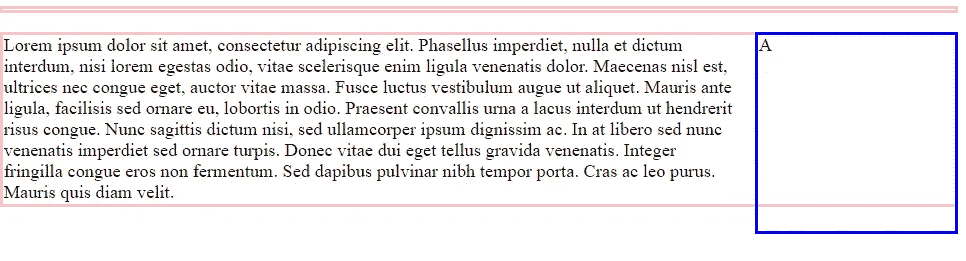 Lorem ipsum dolor sit amet, consectetur adipiscing elit. Phasellus imperdiet, nulla et dictum
interdum, nisi lorem egestas odio, vitae scelerisque enim ligula venenatis dolor. Maecenas nisl est,
ultrices nec congue eget, auctor vitae massa. Fusce luctus vestibulum augue ut aliquet. Mauris ante
ligula, facilisis sed ornare eu, lobortis in odio. Praesent convallis urna a lacus interdum ut hendrerit
risus congue. Nunc sagittis dictum nisi, sed ullamcorper ipsum dignissim ac. In at libero sed nunc
venenatis imperdiet sed ornare turpis. Donec vitae dui eget tellus gravida venenatis. Integer
fringilla congue eros non fermentum. Sed dapibus pulvinar nibh tempor porta. Cras ac leo purus.
Mauris quis diam velit.
A